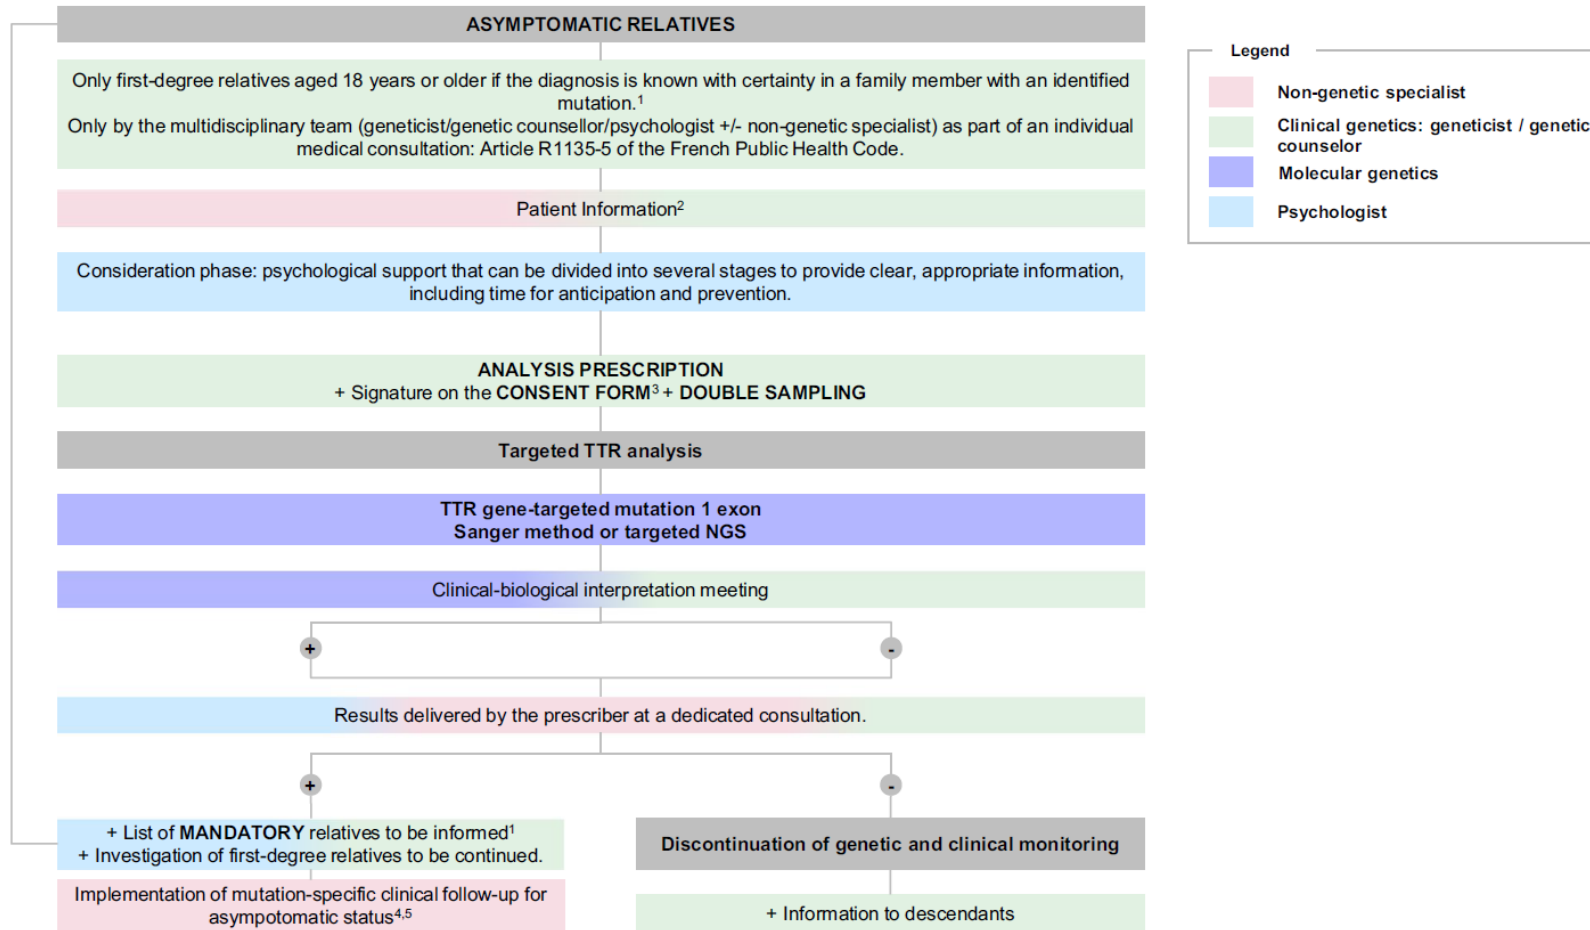 ASYMPTOMATIC RELATIVES
Only first-degree relatives aged 18 years or older if the diagnosis is known with certainty in a family member with an identified
mutation.1
Only by the multidisciplinary team (geneticist/genetic counsellor/psychologist +/- non-genetic specialist) as part of an individual
medical consultation: Article R1135-5 of the French Public Health Code.
Patient Information2
Consideration phase: psychological support that can be divided into several stages to provide clear, appropriate information,
including time for anticipation and prevention.
ANALYSIS PRESCRIPTION
+ Signature on the CONSENT FORM3 + DOUBLE SAMPLING
Targeted TTR analysis
TTR gene-targeted mutation 1 exon
Sanger method or targeted NGS
Clinical-biological interpretation meeting
+
-
Results delivered by the prescriber at a dedicated consultation.
+
-
+ List of MANDATORY relatives to be informed1
+ Investigation of first-degree relatives to be continued.
Implementation of mutation-specific clinical follow-up for
asympotomatic status4,5
Discontinuation of genetic and clinical monitoring
+ Information to descendants
Legend
Non-genetic specialist
Clinical genetics: geneticist / genetic
counselor
Molecular genetics
Psychologist